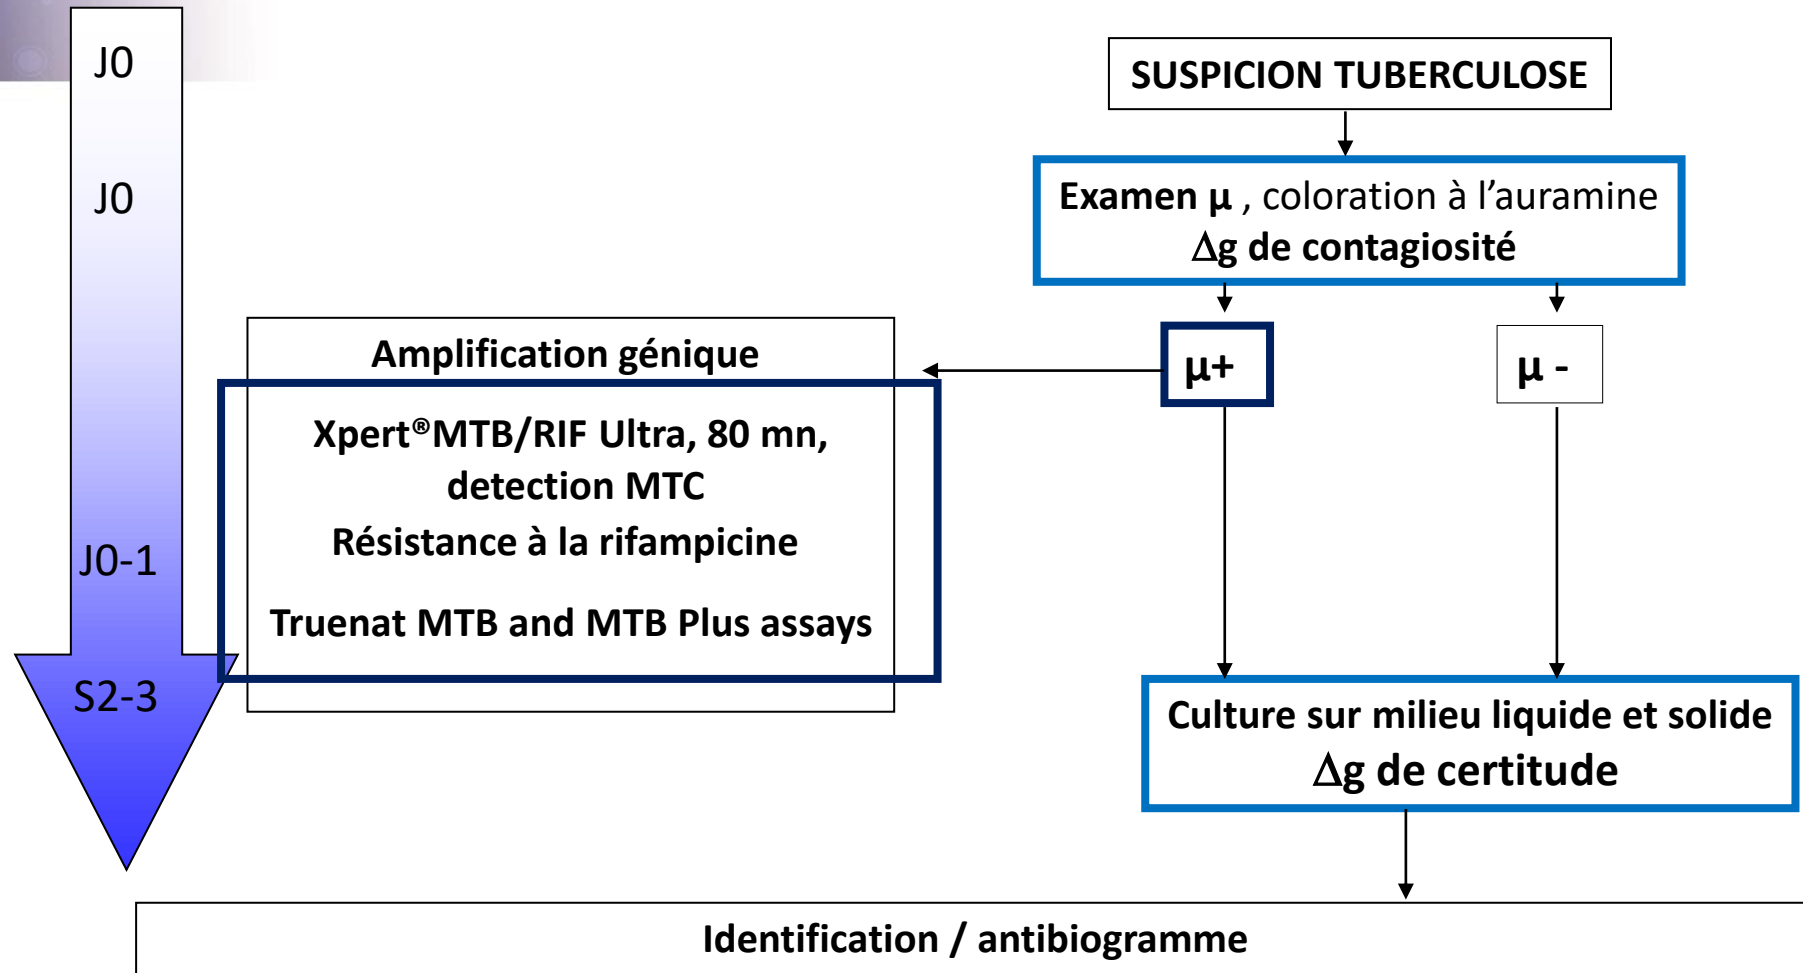 J0
SUSPICION TUBERCULOSE
J0
Examen µ , coloration à l’auramine
Δg de contagiosité
µ+
µ -
Amplification génique
Xpert®MTB/RIF Ultra, 80 mn,
detection MTC
Résistance à la rifampicine
J0-1
Truenat MTB and MTB Plus assays
S2-3
Culture sur milieu liquide et solide
Δg de certitude
Identification / antibiogramme